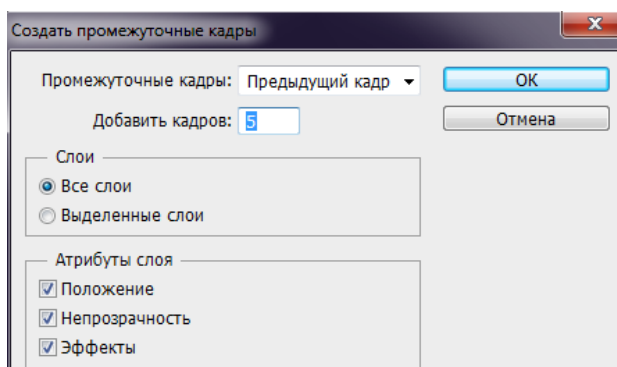 Создать промежуточные кадры
Промежуточные кадры: Предыдущий кадр OK
Добавить кадров: 5 Отмена
Слои
Все слои
Выделенные слои
Атрибуты слоя
Положение
Непрозрачность
Эффекты